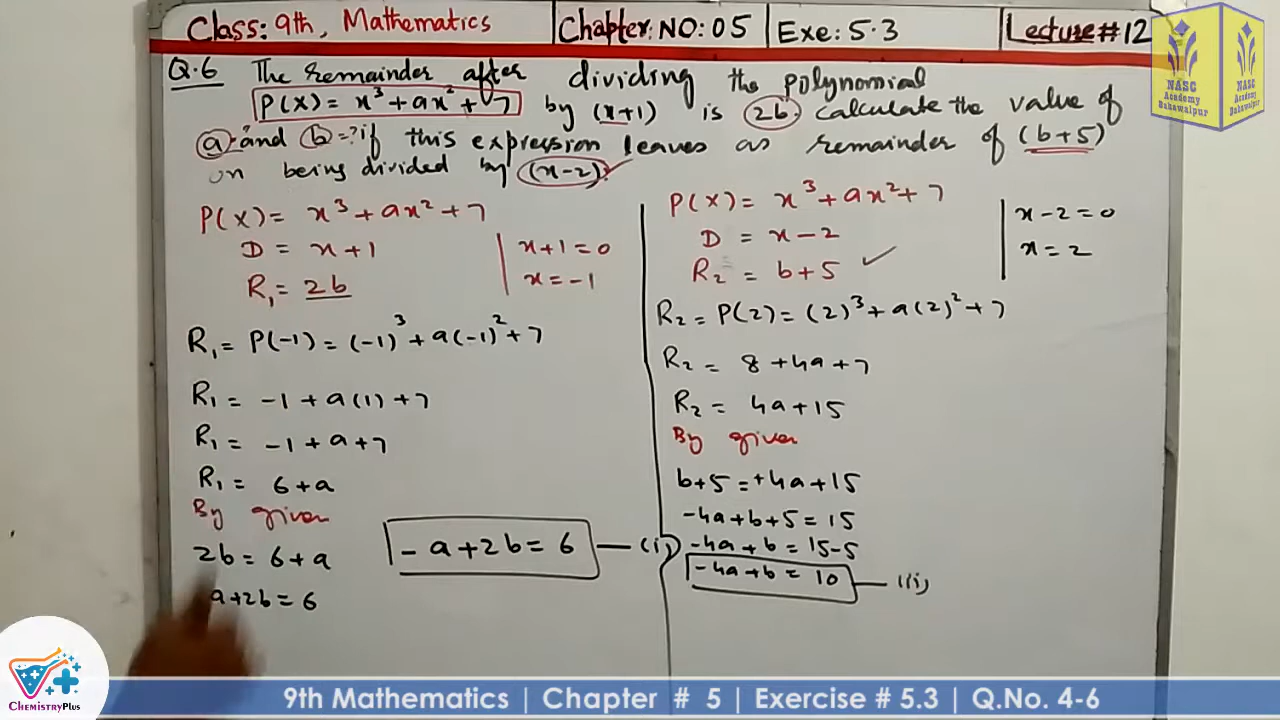 Class: 9th, Mathematics
Chapter: NO: 05
Exe: 5.3
Lecture # 12
Q.6 The remainder after dividing the polynomial
P(X) = x³ + ax² + 7 by (x+1) is 2b. calculate the value of
a and b =? if this expression leaves as remainder of (b+5)
on being divided by (x-2).
P(X) = x³ + ax² + 7
D = x + 1
R₁ = 2b
x+1 = 0
x = -1
R₁ = P(-1) = (-1)³ + a(-1)² + 7
R₁ = -1 + a(1) + 7
R₁ = -1 + a + 7
R₁ = 6 + a
By given
2b = 6 + a
a + 2b = 6
- a + 2b = 6 — (i)
P(X) = x³ + ax² + 7
D = x - 2
R₂ = b + 5
x - 2 = 0
x = 2
R₂ = P(2) = (2)³ + a(2)² + 7
R₂ = 8 + 4a + 7
R₂ = 4a + 15
By given
b + 5 = +4a + 15
-4a + b + 5 = 15
-4a + b = 15 - 5
-4a + b = 10 — (ii)
NASC
Academy
Bahawalpur
NASC
Academy
Bahawalpur
ChemistryPlus
9th Mathematics | Chapter # 5 | Exercise # 5.3 | Q.No. 4-6